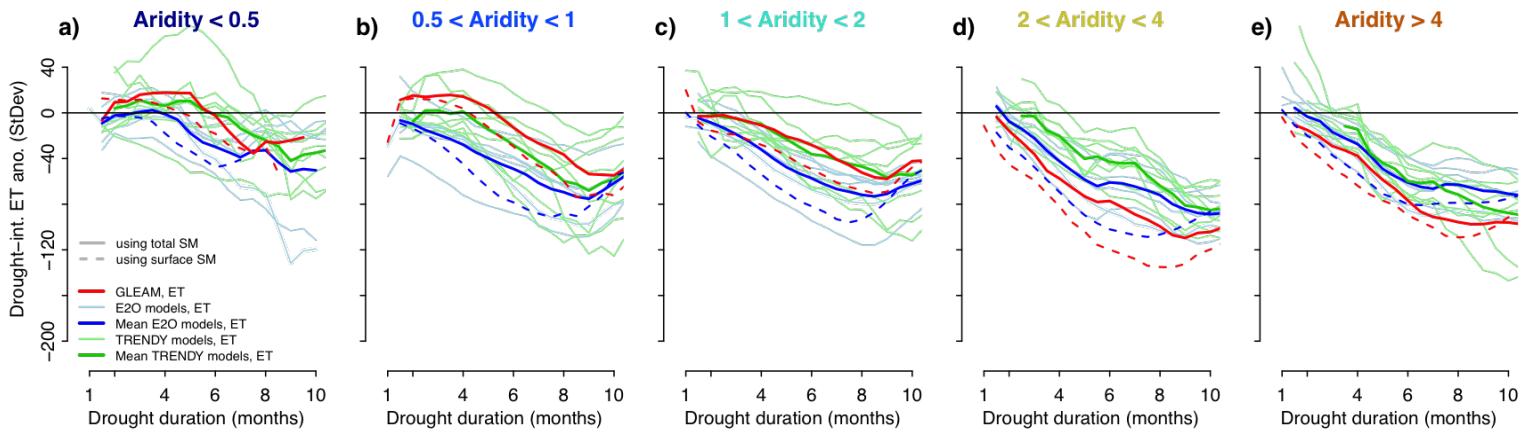 Aridity < 0.5
0.5 < Aridity < 1
1 < Aridity < 2
2 < Aridity < 4
Aridity > 4
a)
b)
c)
d)
e)
Drought−int. ET ano. (StDev)
40
0
−40
−120
−200
using total SM
using surface SM
GLEAM, ET
E2O models, ET
Mean E2O models, ET
TRENDY models, ET
Mean TRENDY models, ET
1 4 6 8 10
1 4 6 8 10
1 4 6 8 10
1 4 6 8 10
1 4 6 8 10
Drought duration (months)
Drought duration (months)
Drought duration (months)
Drought duration (months)
Drought duration (months)